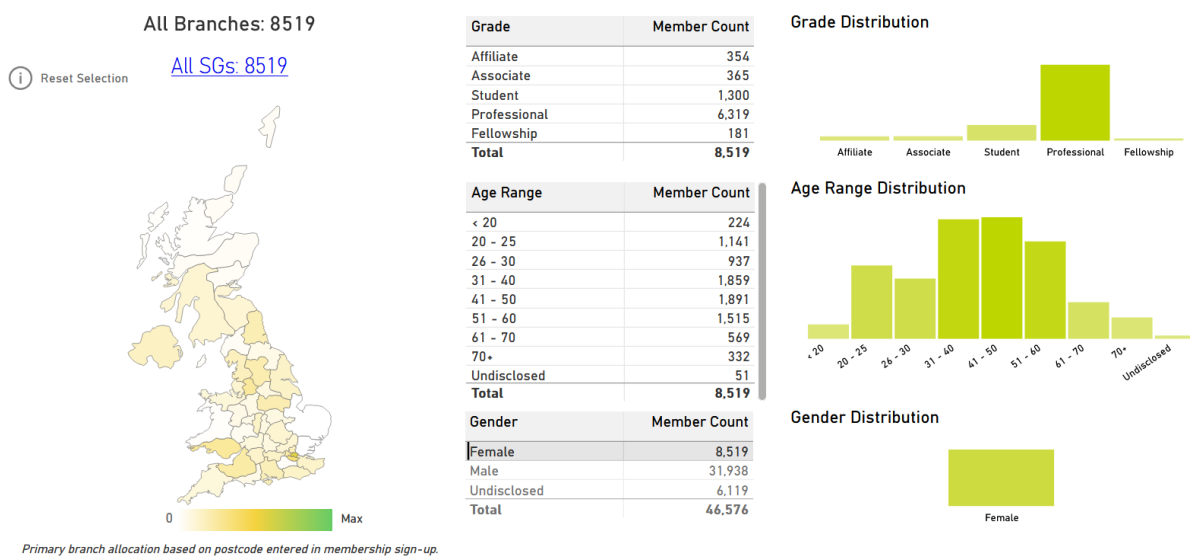 All Branches: 8519
All SGs: 8519
i Reset Selection
0 Max
Primary branch allocation based on postcode entered in membership sign-up.
Grade Member Count
Affiliate 354
Associate 365
Student 1,300
Professional 6,319
Fellowship 181
Total 8,519
Age Range Member Count
< 20 224
20 - 25 1,141
26 - 30 937
31 - 40 1,859
41 - 50 1,891
51 - 60 1,515
61 - 70 569
70+ 332
Undisclosed 51
Total 8,519
Gender Member Count
Female 8,519
Male 31,938
Undisclosed 6,119
Total 46,576
Grade Distribution
Affiliate Associate Student Professional Fellowship
Age Range Distribution
< 20 20 - 25 26 - 30 31 - 40 41 - 50 51 - 60 61 - 70 70+ Undisclosed
Gender Distribution
Female